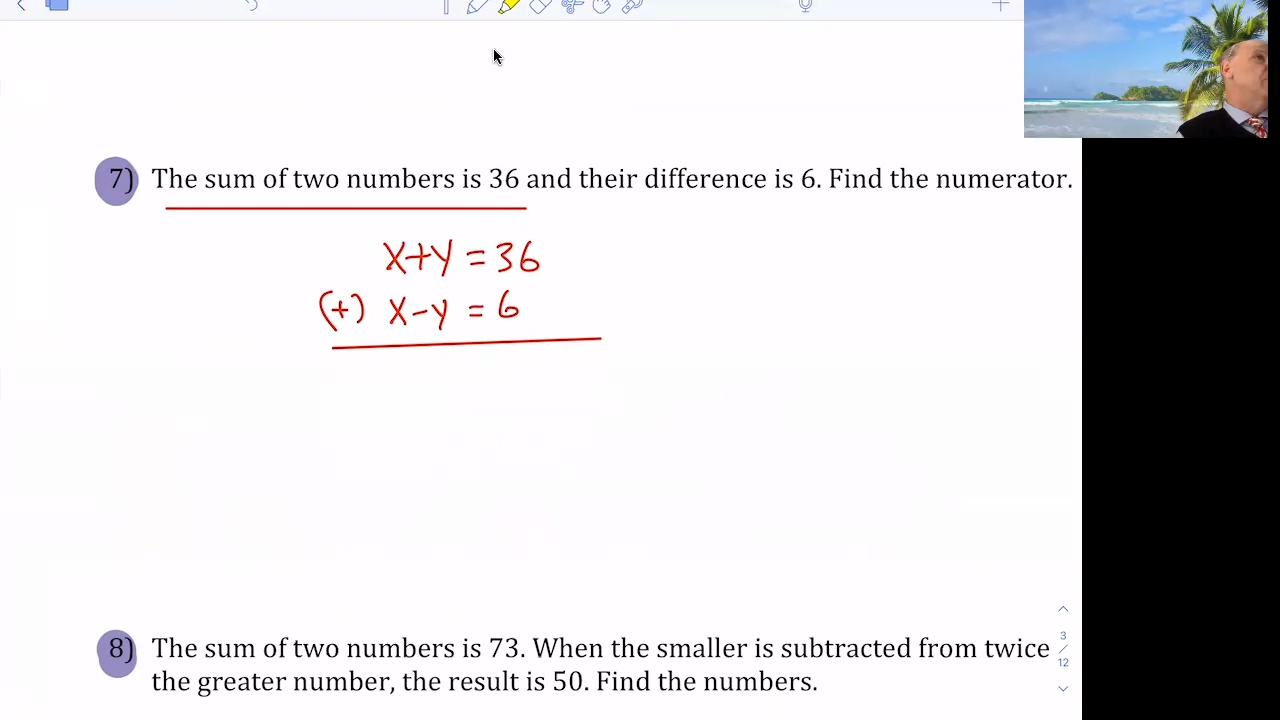 7) The sum of two numbers is 36 and their difference is 6. Find the numerator.
X+Y = 36
(+) X-Y = 6
8) The sum of two numbers is 73. When the smaller is subtracted from twice
the greater number, the result is 50. Find the numbers.
3
/
12